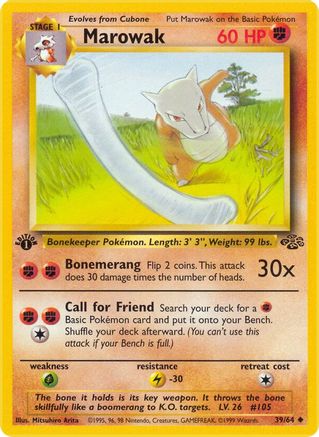 Evolves from Cubone Put Marowak on the Basic Pokémon
STAGE 1 Marowak 60 HP
EDITION 1
Bonekeeper Pokémon. Length: 3' 3", Weight: 99 lbs.
Bonemerang Flip 2 coins. This attack
does 30 damage times the number of heads. 30x
Call for Friend Search your deck for a
Basic Pokémon card and put it onto your Bench.
Shuffle your deck afterward. (You can't use this
attack if your Bench is full.)
weakness resistance retreat cost
-30
The bone it holds is its key weapon. It throws the bone
skillfully like a boomerang to K.O. targets. LV. 26 #105
Illus. Mitsuhiro Arita ©1995, 96, 98 Nintendo, Creatures, GAMEFREAK. ©1999 Wizards. 39/64